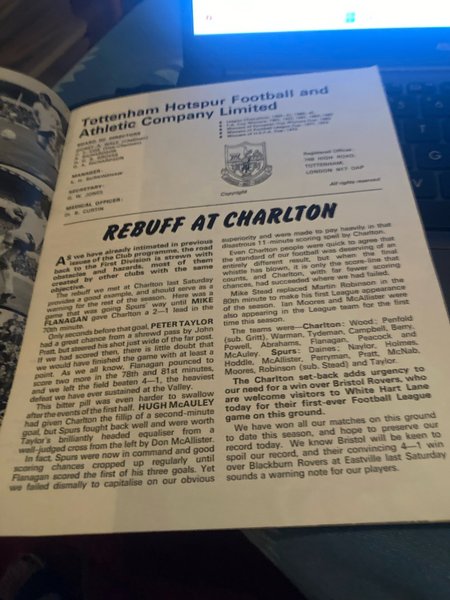 Tottenham Hotspur Football and
Athletic Company Limited
BOARD OF DIRECTORS
MANAGER:
K. H. BURKINSHAW
SECRETARY:
G. W. JONES
MEDICAL OFFICER:
Dr. B. CURTIN
Copyright
Registered Office:
748 HIGH ROAD,
TOTTENHAM,
LONDON N17 0AP
All rights reserved
REBUFF AT CHARLTON
AS we have already intimated in previous
issues of the Club programme, the road
back to the First Division is strewn with
obstacles and hazards, most of them
created by other clubs with the same
objective.
The rebuff we met at Charlton last Saturday
provides a good example, and should serve as a
warning for the rest of the season. Here was a
game that was going Spurs' way until MIKE
FLANAGAN gave Charlton a 2—1 lead in the
70th minute.
Only seconds before that goal, PETER TAYLOR
had a great chance from a shrewd pass by John
Pratt, but steered his shot just wide of the far post.
If we had scored then, there is little doubt that
we would have finished the game with at least a
point. As we all know, Flanagan pounced to
score two more in the 78th and 81st minutes,
and we left the field beaten 4—1, the heaviest
defeat we have ever sustained at the Valley.
This bitter pill was even harder to swallow
after the events of the first half. HUGH McAULEY
had given Charlton the fillip of a second-minute
goal, but Spurs fought back well and were worth
Taylor's brilliantly headed equaliser from a
well-judged cross from the left by Don McAllister.
In fact, Spurs were now in command and good
scoring chances cropped up regularly until
Flanagan scored the first of his three goals. Yet
we failed dismally to capitalise on our obvious
superiority and were made to pay heavily in that
disastrous 11-minute scoring spell by Charlton.
Even Charlton people were quick to agree that
the standard of our football was deserving of an
entirely different result but when the final
whistle has blown, it is only the score-line that
counts, and Charlton, with far fewer scoring
chances, had succeeded where we had failed.
Mike Stead replaced Martin Robinson in the
80th minute to make his first League appearance
of the season. Ian Moores and McAllister were
also appearing in the League team for the first
time this season.
The teams were—Charlton: Wood: Penfold
(sub. Gritt), Warman, Tydeman, Campbell, Berry,
Powell, Abrahams, Flanagan, Peacock and
McAuley. Spurs: Daines: Naylor, Holmes,
Hoddle, McAllister, Perryman, Pratt, McNab,
Moores, Robinson (sub. Stead) and Taylor.
The Charlton set-back adds urgency to
our need for a win over Bristol Rovers, who
are welcome visitors to White Hart Lane
today for their first-ever Football League
game on this ground.
We have won all our matches on this ground
to date this season, and hope to preserve our
record today. We know Bristol will be keen to
spoil our record, and their convincing 4—1 win
over Blackburn Rovers at Eastville last Saturday
sounds a warning note for our players.